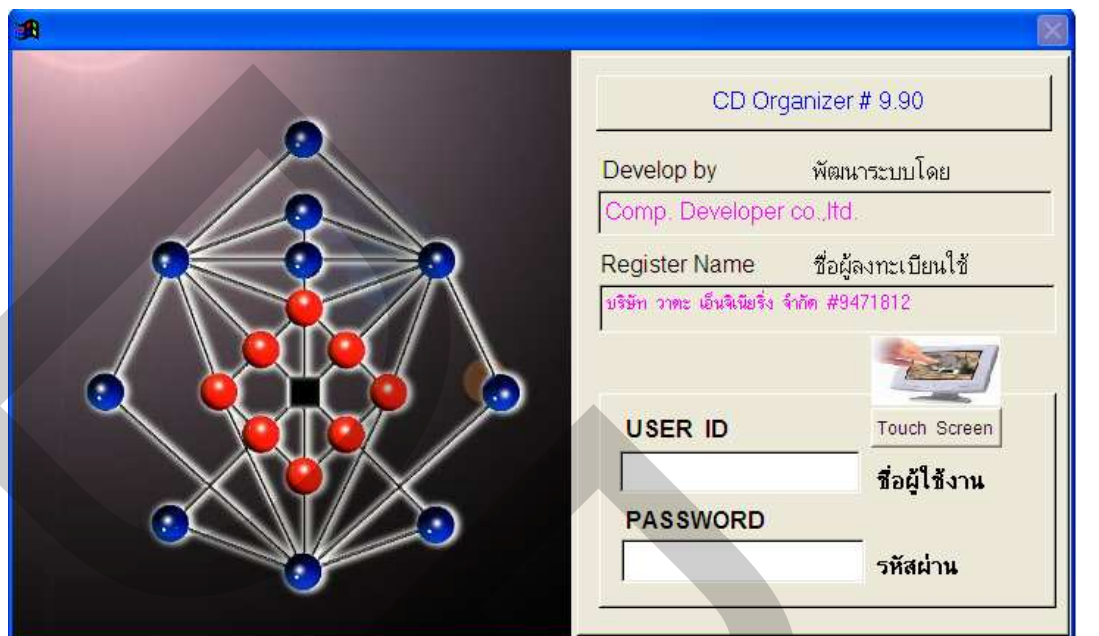 CD Organizer # 9.90
Develop by พัฒนาระบบโดย
Comp. Developer co.,ltd.
Register Name ชื่อผู้ลงทะเบียนใช้
บริษัท วาตะ เอ็นจิเนียริ่ง จำกัด #9471812
USER ID
Touch Screen
ชื่อผู้ใช้งาน
PASSWORD
รหัสผ่าน